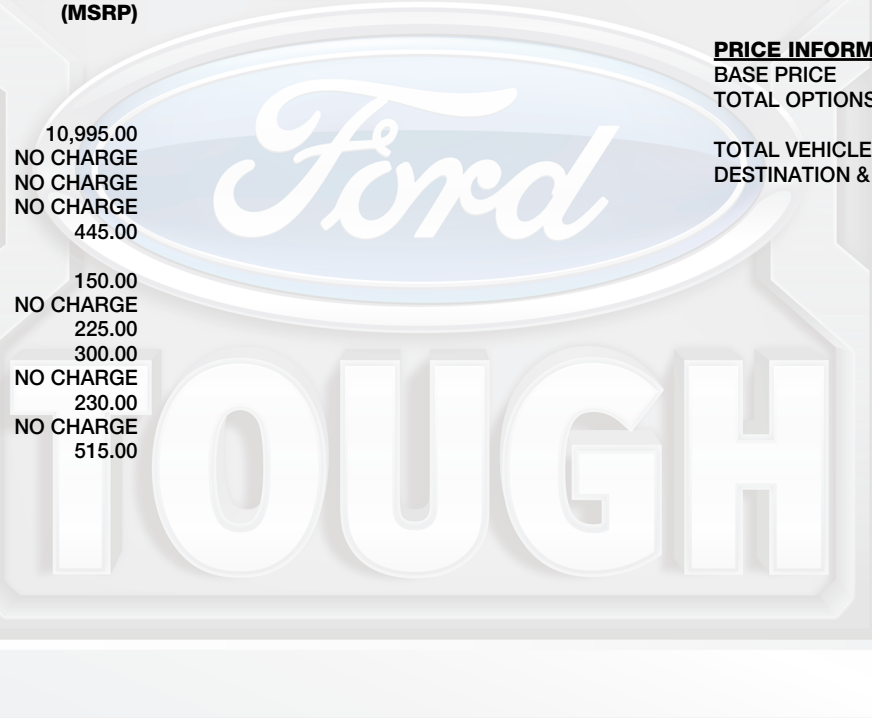 (MSRP)
10,995.00
NO CHARGE
NO CHARGE
NO CHARGE
445.00
150.00
NO CHARGE
225.00
300.00
NO CHARGE
230.00
NO CHARGE
515.00
PRICE INFORM
BASE PRICE
TOTAL OPTIONS
TOTAL VEHICLE
DESTINATION &
Ford
TOUGH